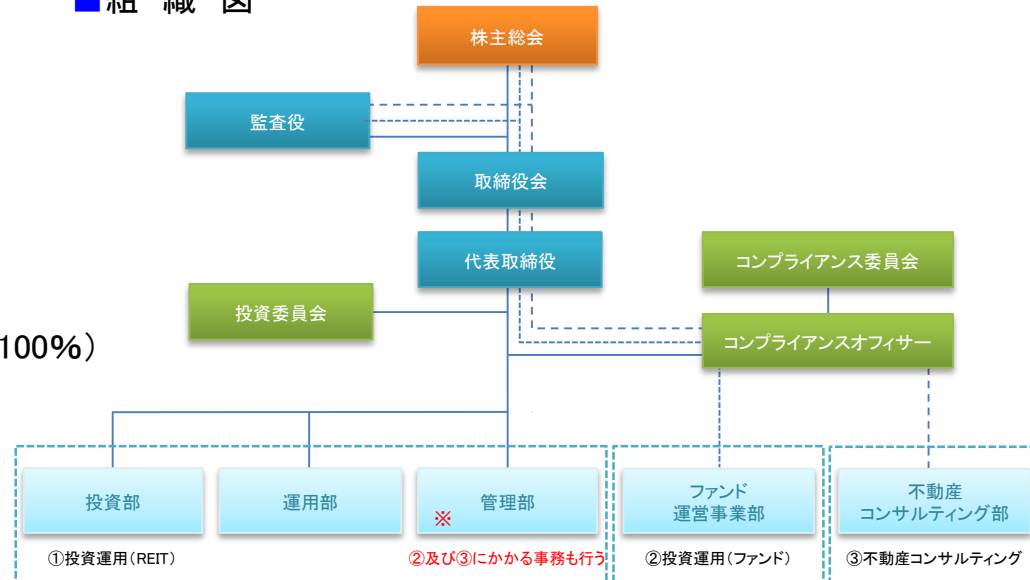 ■組 織 図
株主総会
監査役
取締役会
代表取締役
コンプライアンス委員会
投資委員会
コンプライアンスオフィサー
100%)
投資部
運用部
管理部
※
ファンド
運営事業部
不動産
コンサルティング部
①投資運用(REIT)
②及び③にかかる事務も行う
②投資運用(ファンド)
③不動産コンサルティング